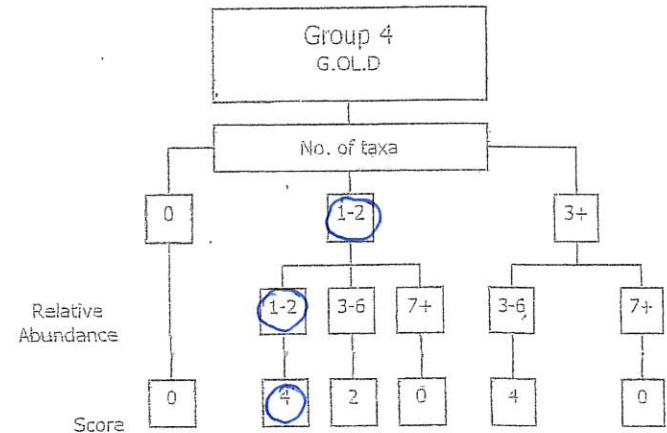 Group 4
G.OL.D
No. of taxa
0
1-2
3+
Relative
Abundance
1-2
3-6
7+
3-6
7+
Score
0
4
2
0
4
0